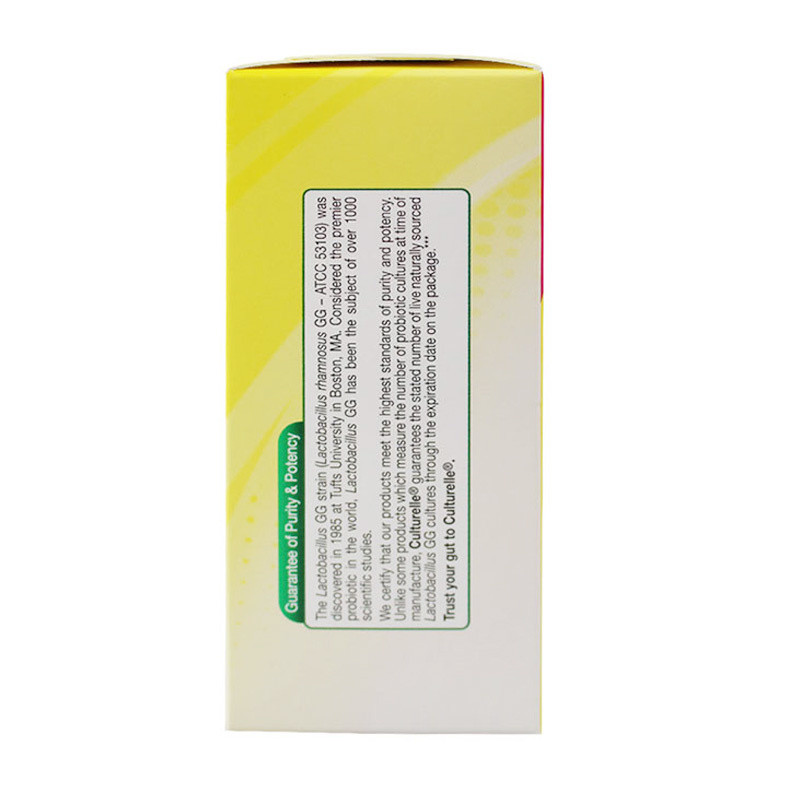 Guarantee of Purity & Potency
The Lactobacillus GG strain (Lactobacillus rhamnosus GG – ATCC 53103) was
discovered in 1985 at Tufts University in Boston, MA. Considered the premier
probiotic in the world, Lactobacillus GG has been the subject of over 1000
scientific studies.
We certify that our products meet the highest standards of purity and potency.
Unlike some products which measure the number of probiotic cultures at time of
manufacture, Culturelle® guarantees the stated number of live naturally sourced
Lactobacillus GG cultures through the expiration date on the package.***
Trust your gut to Culturelle®.